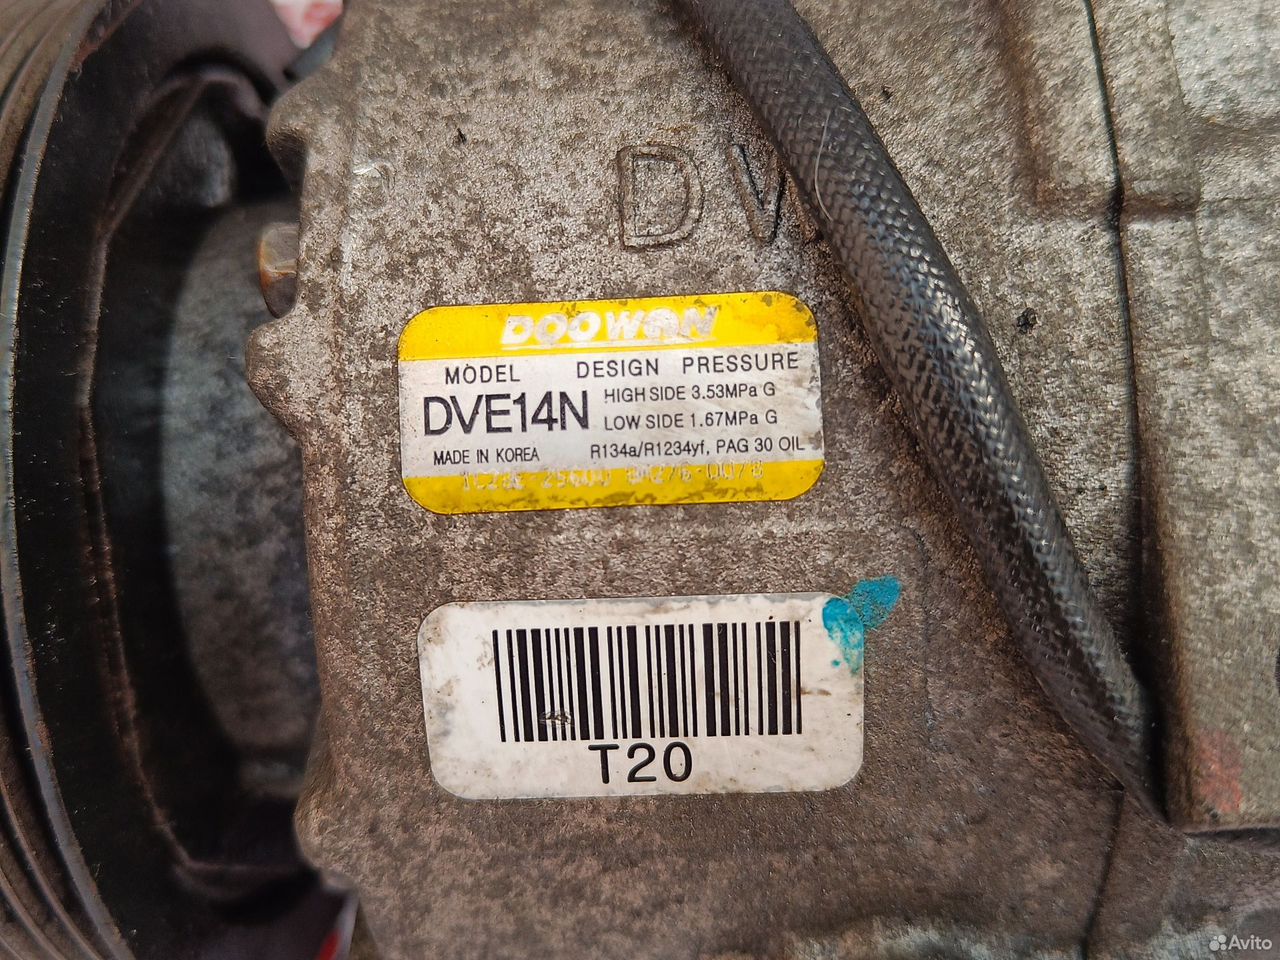 DV
DOOWON
MODEL DESIGN PRESSURE
DVE14N HIGH SIDE 3.53MPa G
LOW SIDE 1.67MPa G
MADE IN KOREA R134a/R1234yf, PAG 30 OIL
T20
Avito